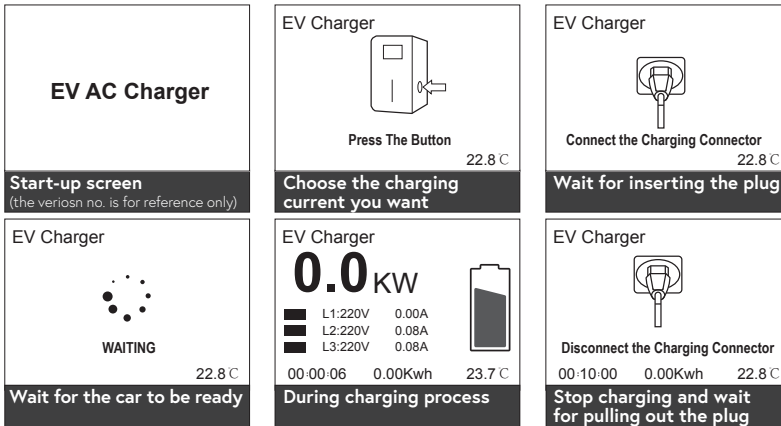 EV AC Charger
Start-up screen
(the veriosn no. is for reference only)
EV Charger
Press The Button
22.8℃
Choose the charging
current you want
EV Charger
Connect the Charging Connector
22.8℃
Wait for inserting the plug
EV Charger
WAITING
22.8℃
Wait for the car to be ready
EV Charger
0.0 KW
L1:220V 0.00A
L2:220V 0.08A
L3:220V 0.08A
00:00:06 0.00Kwh 23.7℃
During charging process
EV Charger
Disconnect the Charging Connector
00:10:00 0.00Kwh 22.8℃
Stop charging and wait
for pulling out the plug